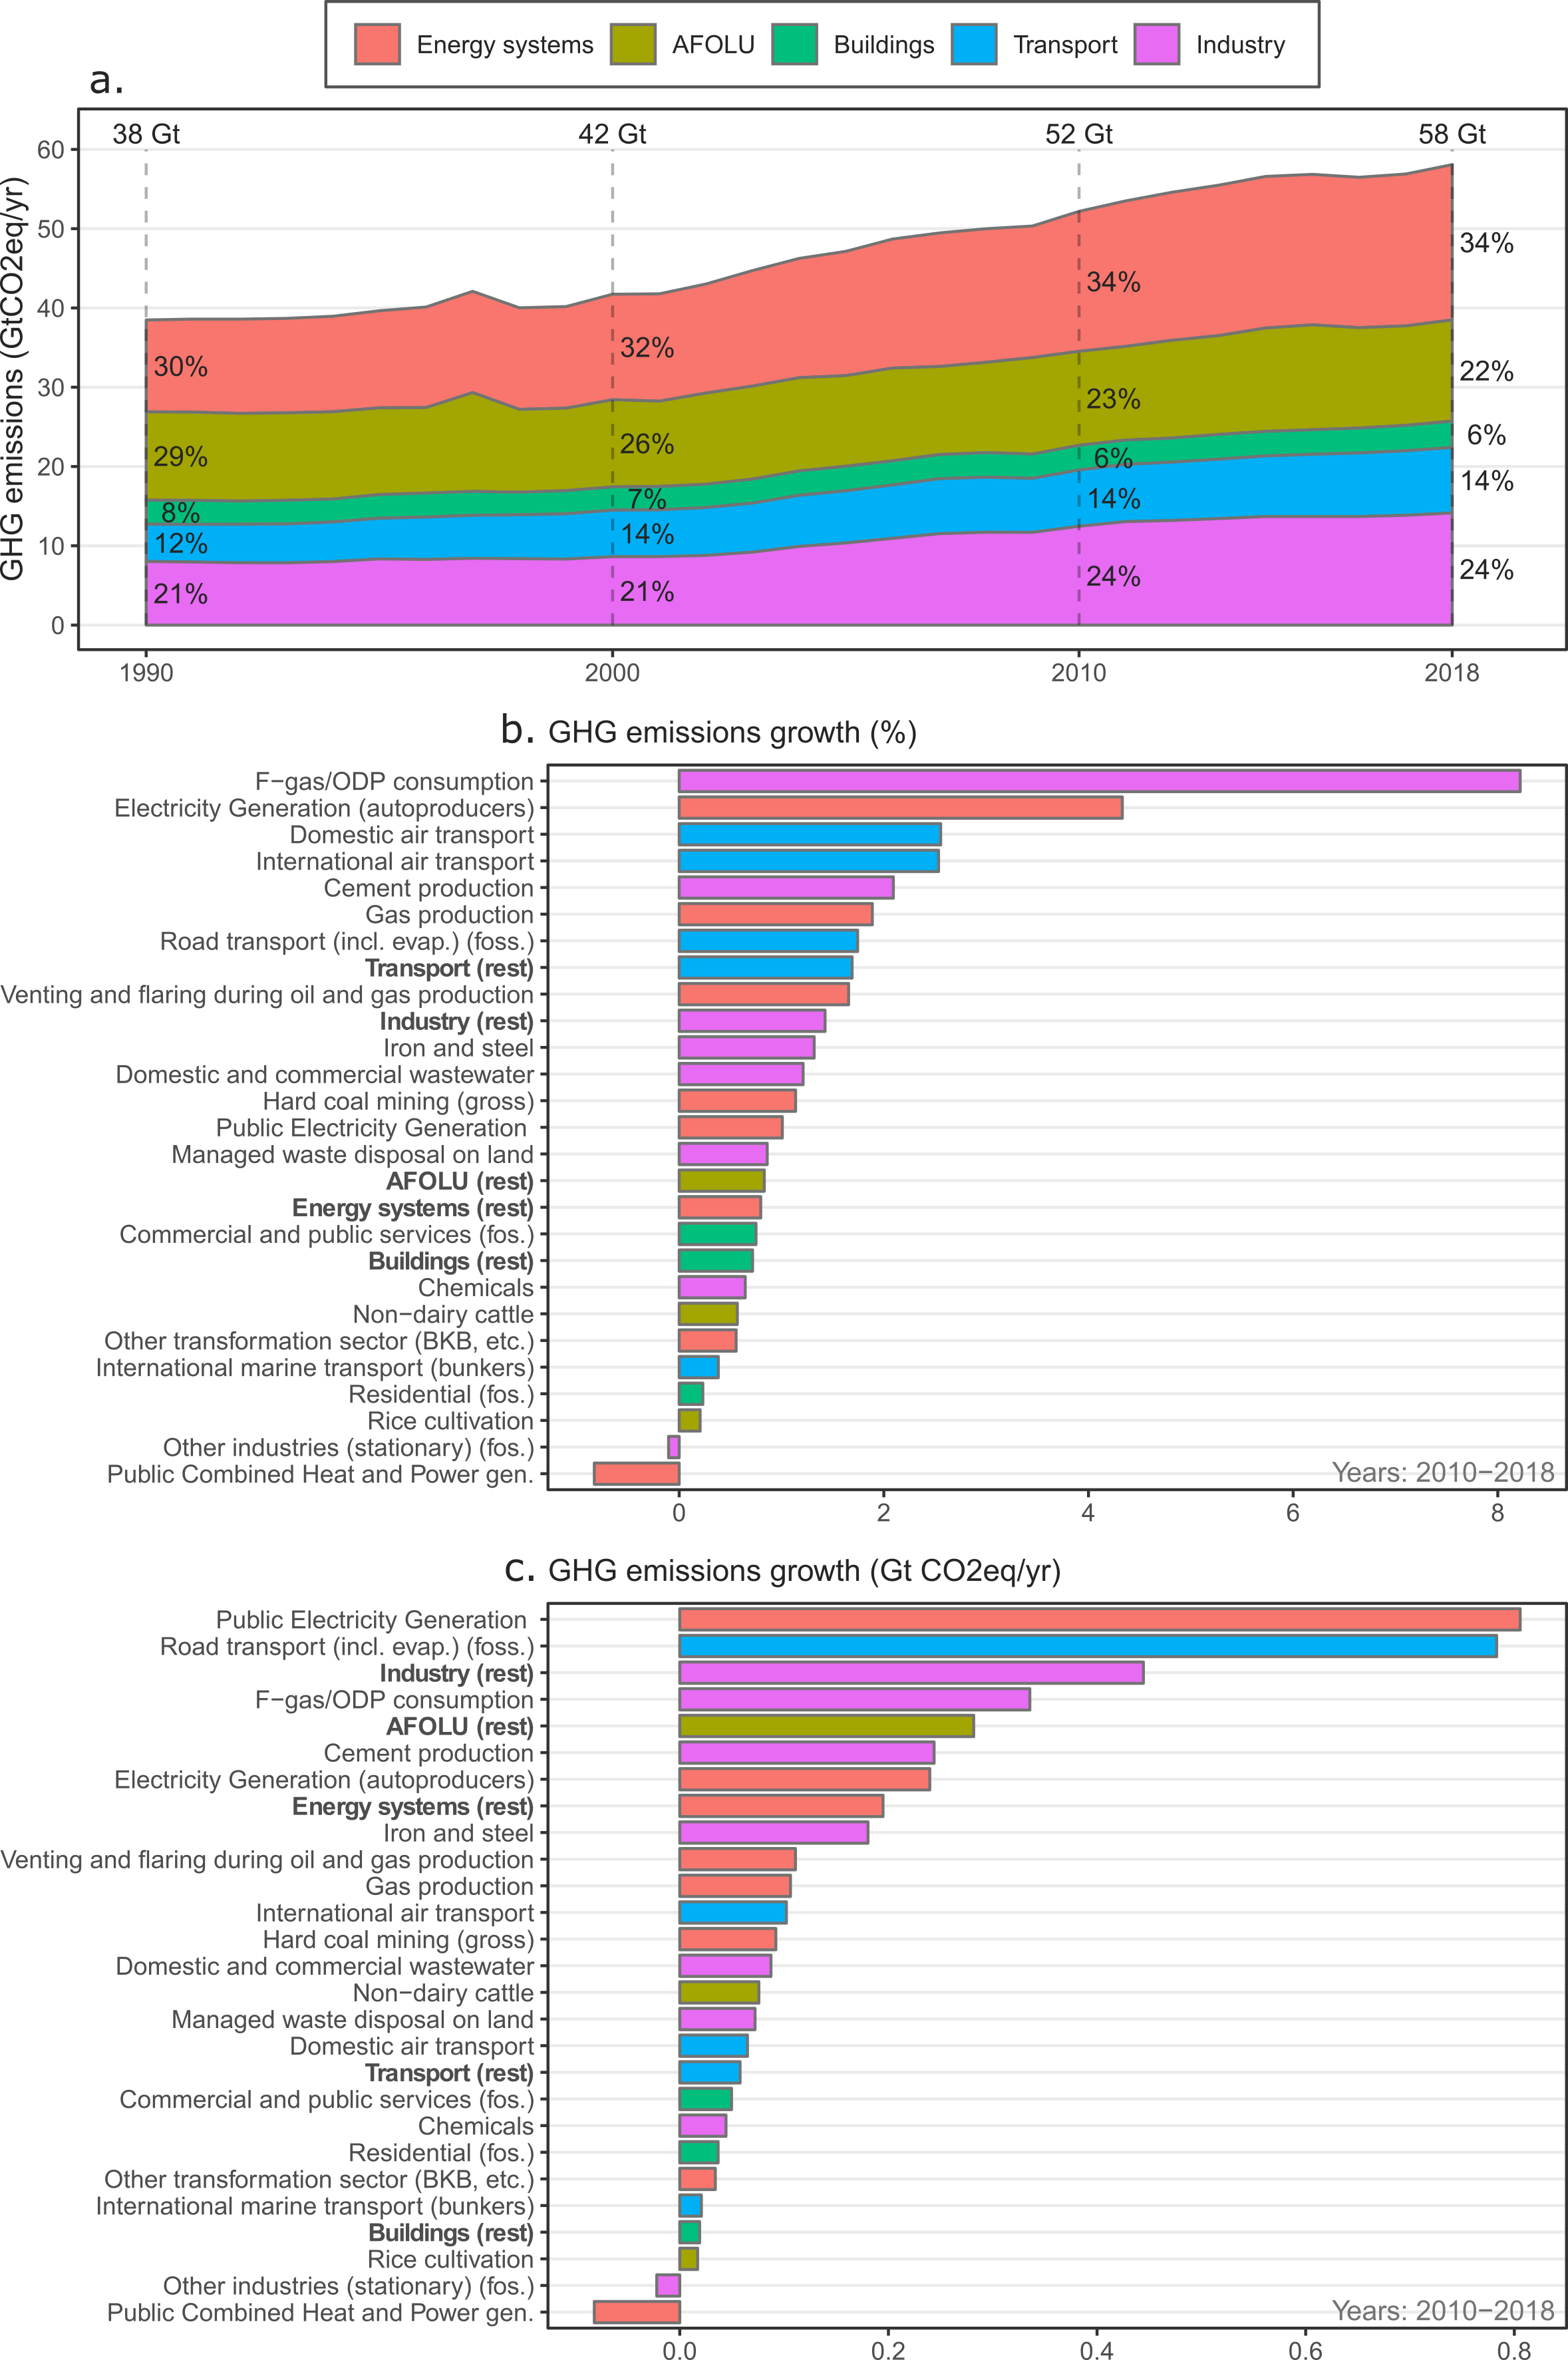 Energy systems AFOLU Buildings Transport Industry
a.
38 Gt 42 Gt 52 Gt 58 Gt
GHG emissions (GtCO2eq/yr)
60
50
40
30
20
10
0
30% 32% 34% 34%
29% 26% 23% 22%
8% 7% 6% 6%
12% 14% 14% 14%
21% 21% 24% 24%
1990 2000 2010 2018
b. GHG emissions growth (%)
F−gas/ODP consumption
Electricity Generation (autoproducers)
Domestic air transport
International air transport
Cement production
Gas production
Road transport (incl. evap.) (foss.)
Transport (rest)
Venting and flaring during oil and gas production
Industry (rest)
Iron and steel
Domestic and commercial wastewater
Hard coal mining (gross)
Public Electricity Generation
Managed waste disposal on land
AFOLU (rest)
Energy systems (rest)
Commercial and public services (fos.)
Buildings (rest)
Chemicals
Non−dairy cattle
Other transformation sector (BKB, etc.)
International marine transport (bunkers)
Residential (fos.)
Rice cultivation
Other industries (stationary) (fos.)
Public Combined Heat and Power gen.
Years: 2010−2018
0 2 4 6 8
c. GHG emissions growth (Gt CO2eq/yr)
Public Electricity Generation
Road transport (incl. evap.) (foss.)
Industry (rest)
F−gas/ODP consumption
AFOLU (rest)
Cement production
Electricity Generation (autoproducers)
Energy systems (rest)
Iron and steel
Venting and flaring during oil and gas production
Gas production
International air transport
Hard coal mining (gross)
Domestic and commercial wastewater
Non−dairy cattle
Managed waste disposal on land
Domestic air transport
Transport (rest)
Commercial and public services (fos.)
Chemicals
Residential (fos.)
Other transformation sector (BKB, etc.)
International marine transport (bunkers)
Buildings (rest)
Rice cultivation
Other industries (stationary) (fos.)
Public Combined Heat and Power gen.
Years: 2010−2018
0.0 0.2 0.4 0.6 0.8